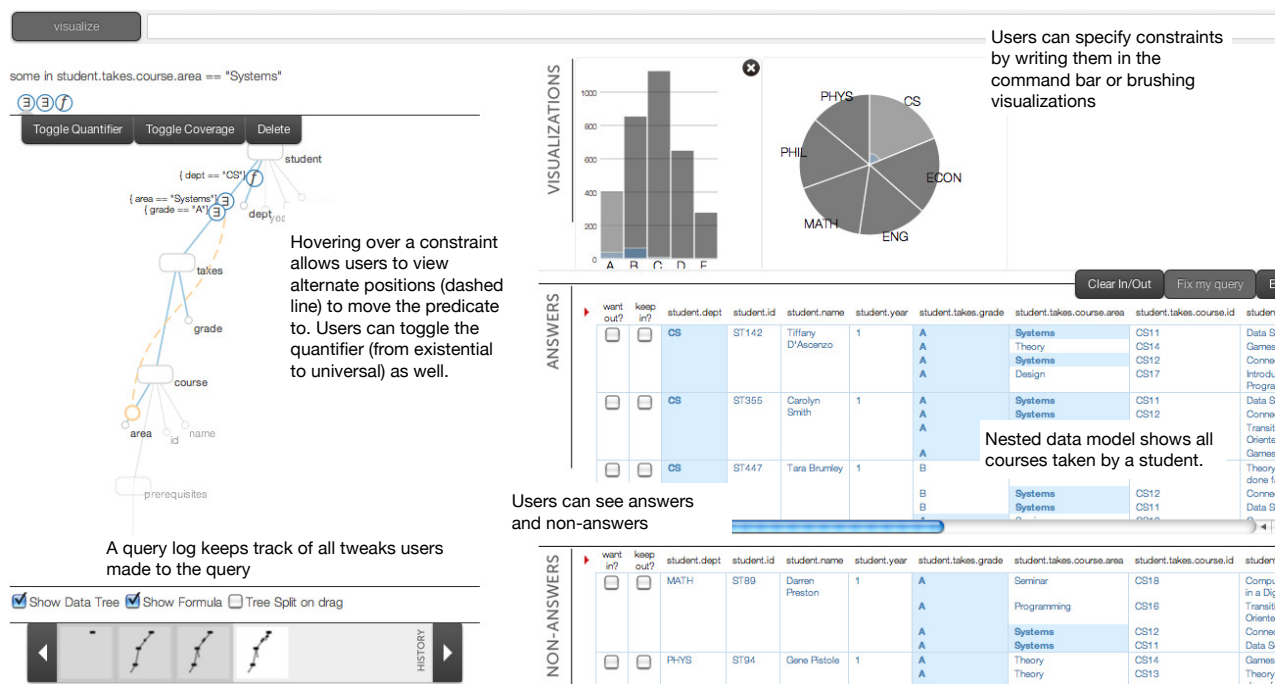 visualize
Users can specify constraints
by writing them in the
command bar or brushing
visualizations
some in student.takes.course.area == "Systems"
∃ ∃ ƒ
Toggle Quantifier Toggle Coverage Delete
student
{ dept == "CS"} ƒ
{ area == "Systems"} ∃
{ grade == "A"} ∃
dept
Hovering over a constraint
allows users to view
alternate positions (dashed
line) to move the predicate
to. Users can toggle the
quantifier (from existential
to universal) as well.
takes
grade
course
area id name
prerequisites
A query log keeps track of all tweaks users
made to the query
Show Data Tree Show Formula Tree Split on drag
HISTORY
VISUALIZATIONS
1000
800
600
400
200
0
A B C D E
PHYS CS
PHIL
ECON
MATH
ENG
Clear In/Out Fix my query
ANSWERS
want out? keep in? student.dept student.id student.name student.year student.takes.grade student.takes.course.area student.takes.course.id
CS ST142 Tiffany 1 A Systems CS11
D'Ascenzo A Theory CS14 Games
A Systems CS12
A Design CS17
CS ST355 Carolyn 1 A Systems CS11
Smith A Systems CS12
A
A
Nested data model shows all
courses taken by a student.
CS ST447 Tara Brumley 1 B Theory
B Systems CS12
B Systems CS11
Users can see answers
and non-answers
NON-ANSWERS
want in? keep out? student.dept student.id student.name student.year student.takes.grade student.takes.course.area student.takes.course.id
MATH ST89 Darren 1 A Seminar CS18
Preston in a Dig
A Programming CS16
A Systems CS12
A Systems CS11
PHYS ST94 Gene Pistole 1 A Theory CS14 Games
A Theory CS13 Theory